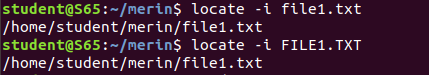 student@S65:~/merin$ locate -i file1.txt
/home/student/merin/file1.txt
student@S65:~/merin$ locate -i FILE1.TXT
/home/student/merin/file1.txt